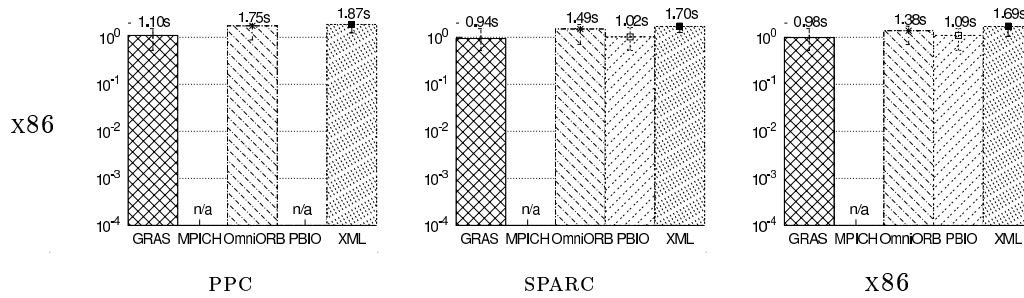 1.10s 1.75s 1.87s
10^0
10^-1
10^-2
10^-3
10^-4
n/a n/a
GRAS MPICH OmniORB PBIO XML
0.94s 1.49s 1.02s 1.70s
10^0
10^-1
10^-2
10^-3
10^-4
n/a
GRAS MPICH OmniORB PBIO XML
0.98s 1.38s 1.09s 1.69s
10^0
10^-1
10^-2
10^-3
10^-4
n/a
GRAS MPICH OmniORB PBIO XML
x86
PPC SPARC x86